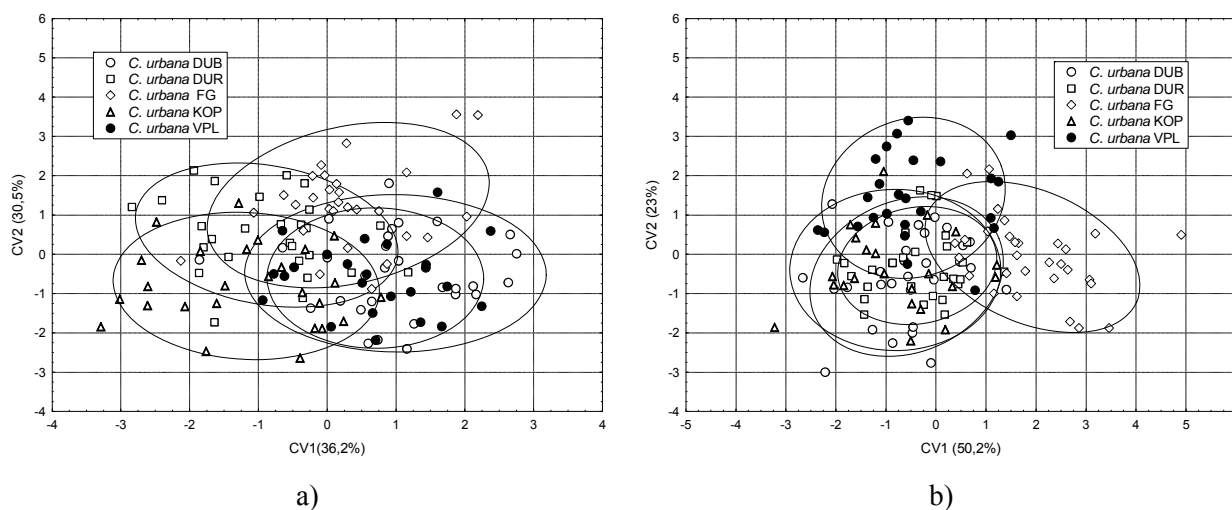 6
5
4
3
2
1
0
-1
-2
-3
-4
CV2 (30,5%)
C. urbana DUB
C. urbana DUR
C. urbana FG
C. urbana KOP
C. urbana VPL
-4 -3 -2 -1 0 1 2 3 4
CV1(36,2%)
a)
6
5
4
3
2
1
0
-1
-2
-3
-4
CV2 (23%)
C. urbana DUB
C. urbana DUR
C. urbana FG
C. urbana KOP
C. urbana VPL
-5 -4 -3 -2 -1 0 1 2 3 4 5
CV1 (50,2%)
b)